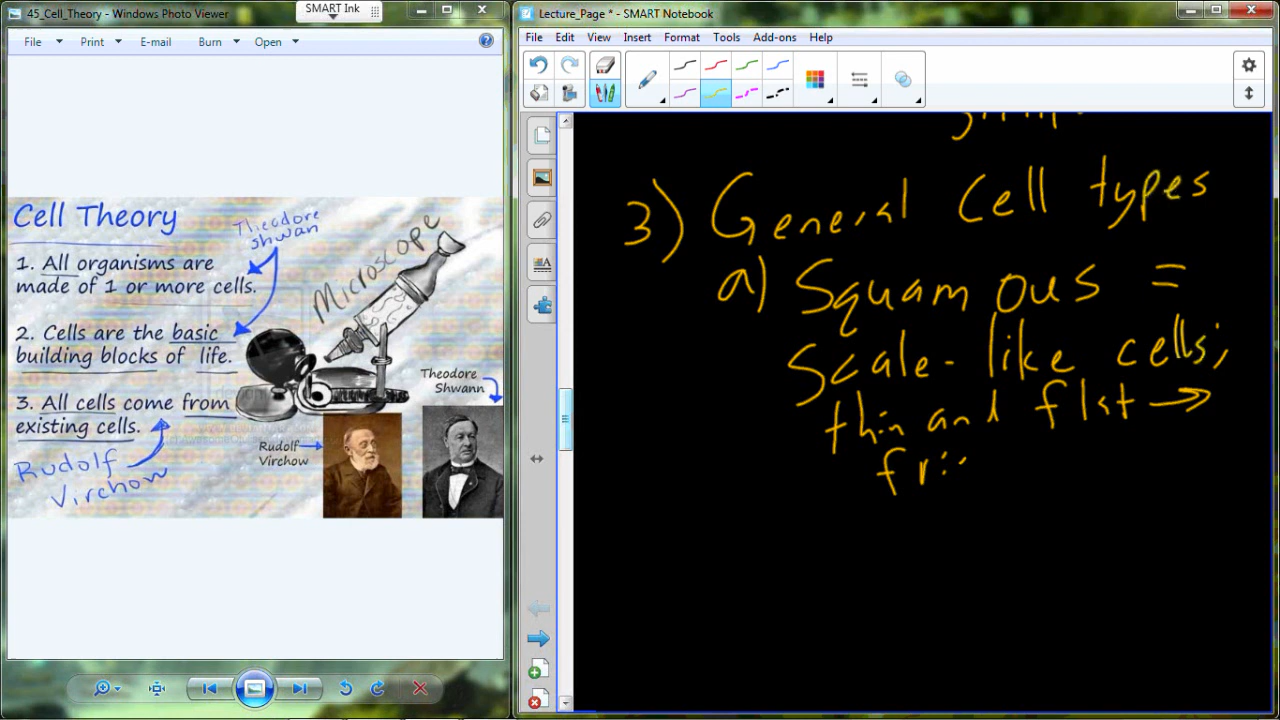 45_Cell_Theory - Windows Photo Viewer
SMART Ink
File Print E-mail Burn Open
Cell Theory
Theodore
Shwan
1. All organisms are
made of 1 or more cells.
Microscope
2. Cells are the basic
building blocks of life.
3. All cells come from
existing cells.
Theodore
Shwann
Rudolf
Virchow
Rudolf
Virchow
Lecture_Page * - SMART Notebook
File Edit View Insert Format Tools Add-ons Help
3) General Cell types
a) Squamous =
Scale-like cells;
thin and flat →
fri